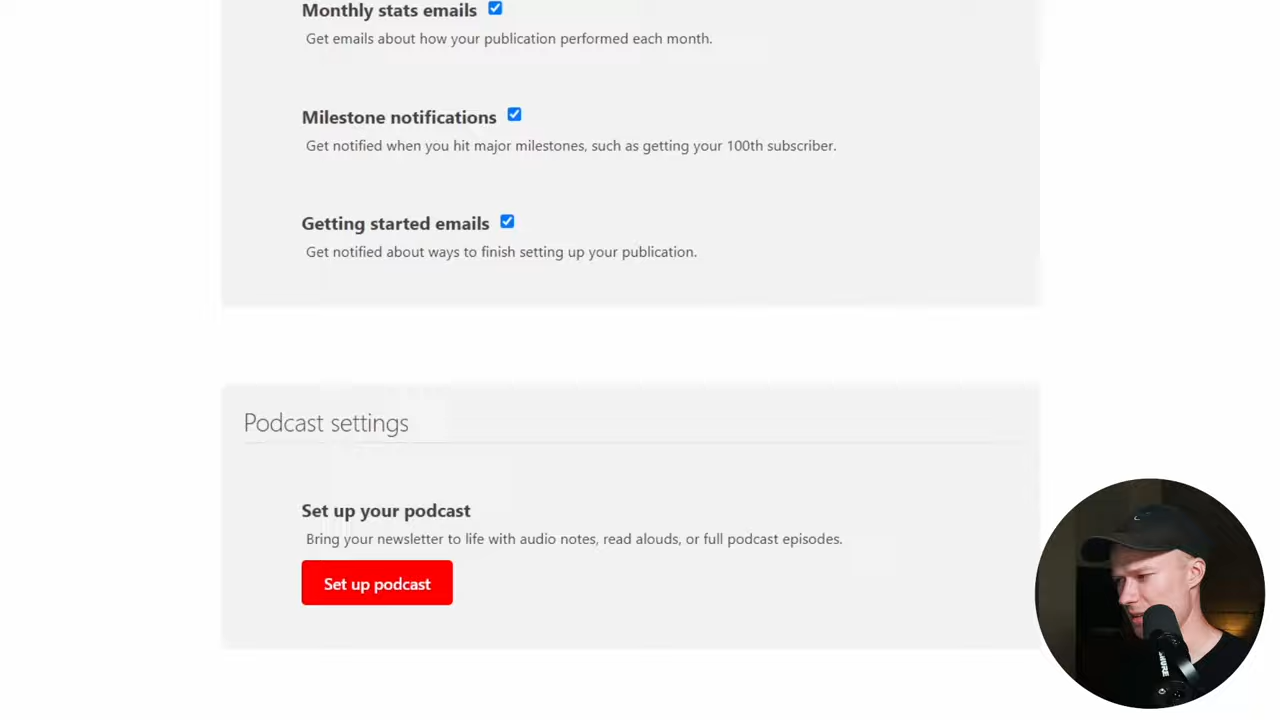 Monthly stats emails
Get emails about how your publication performed each month.
Milestone notifications
Get notified when you hit major milestones, such as getting your 100th subscriber.
Getting started emails
Get notified about ways to finish setting up your publication.
Podcast settings
Set up your podcast
Bring your newsletter to life with audio notes, read alouds, or full podcast episodes.
Set up podcast